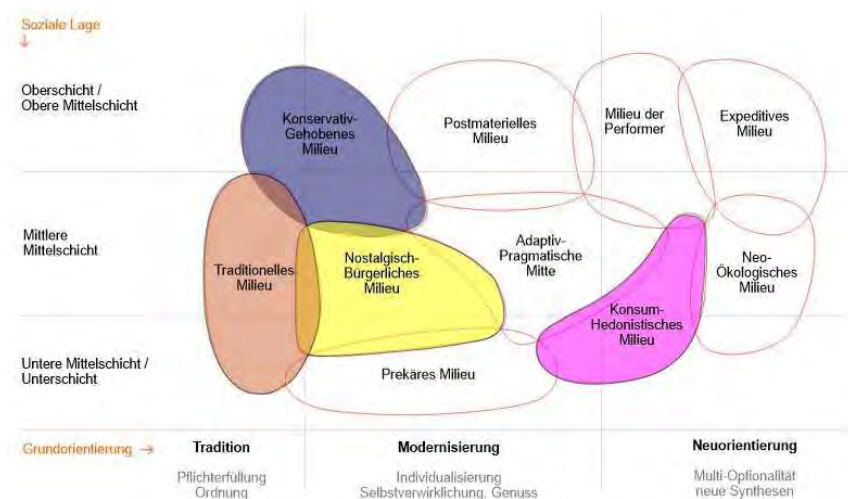 Soziale Lage
↓
Oberschicht /
Obere Mittelschicht
Konservativ-
Gehobenes
Milieu
Postmaterielles
Milieu
Milieu der
Performer
Expeditives
Milieu
Mittlere
Mittelschicht
Traditionelles
Milieu
Nostalgisch-
Bürgerliches
Milieu
Adaptiv-
Pragmatische
Mitte
Konsum-
Hedonistisches
Milieu
Neo-
Ökologisches
Milieu
Untere Mittelschicht /
Unterschicht
Prekäres Milieu
Grundorientierung →
Tradition
Pflichterfüllung
Ordnung
Modernisierung
Individualisierung
Selbstverwirklichung, Genuss
Neuorientierung
Multi-Optionalität
neue Synthesen